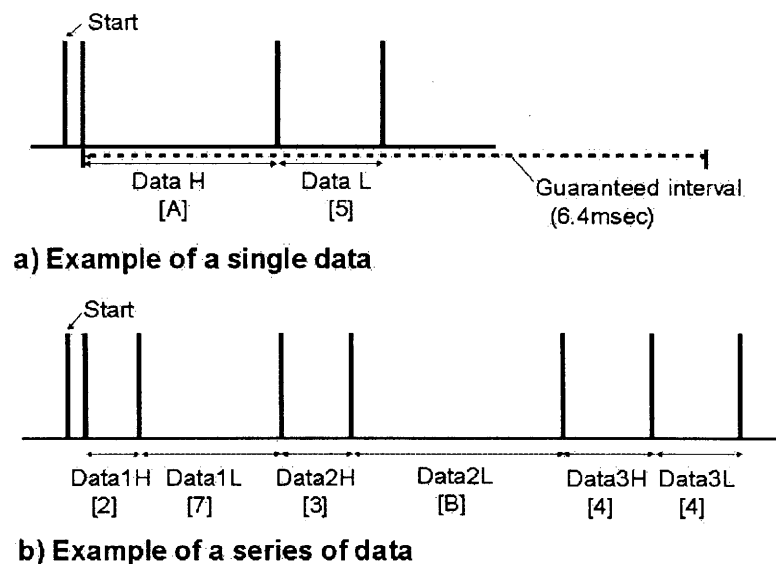 Start
Data H Data L
[A] [5]
Guaranteed interval
(6.4msec)
a) Example of a single data
Start
Data1H Data1L Data2H Data2L Data3H Data3L
[2] [7] [3] [B] [4] [4]
b) Example of a series of data